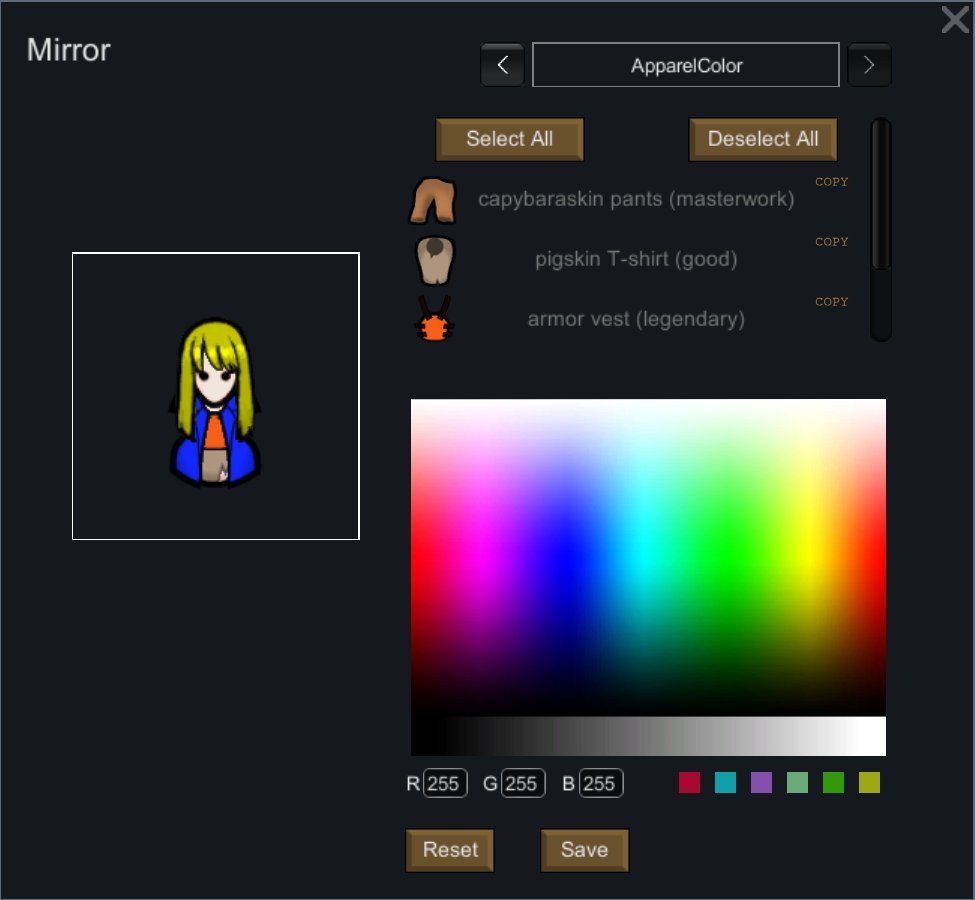 Mirror
ApparelColor
Select All
Deselect All
capybaraskin pants (masterwork)
COPY
pigskin T-shirt (good)
COPY
armor vest (legendary)
COPY
R 255 G 255 B 255
Reset
Save